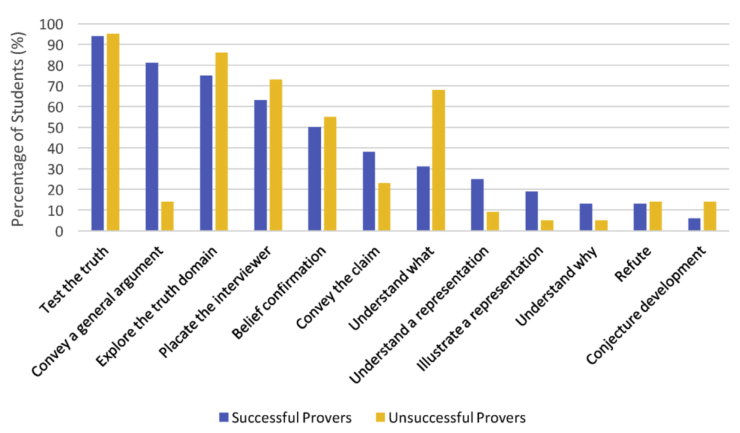 Percentage of Students (%)
100
90
80
70
60
50
40
30
20
10
0
Test the truth
Convey a general argument
Explore the truth domain
Placate the interviewer
Belief confirmation
Convey the claim
Understand what
Understand a representation
Illustrate a representation
Understand why
Refute
Conjecture development
Successful Provers
Unsuccessful Provers